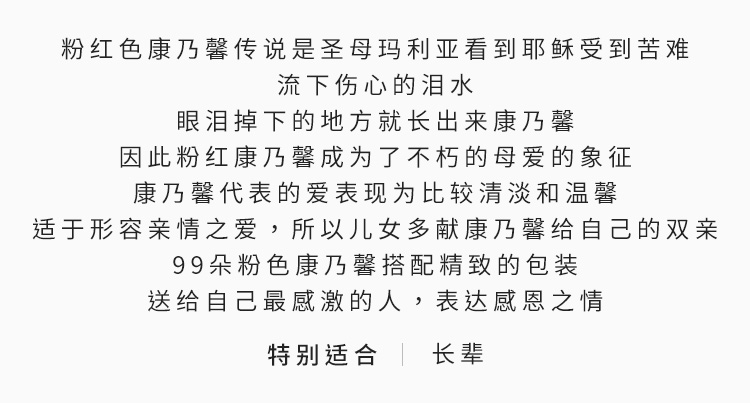 粉红色康乃馨传说是圣母玛利亚看到耶稣受到苦难
流下伤心的泪水
眼泪掉下的地方就长出来康乃馨
因此粉红康乃馨成为了不朽的母爱的象征
康乃馨代表的爱表现为比较清淡和温馨
适于形容亲情之爱，所以儿女多献康乃馨给自己的双亲
99朵粉色康乃馨搭配精致的包装
送给自己最感激的人，表达感恩之情
特别适合 | 长辈